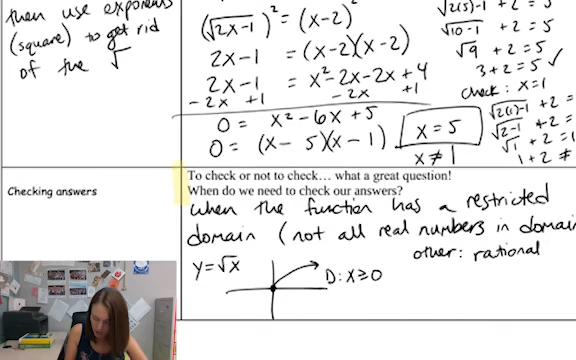 then use exponents
(square) to get rid
of the √
(√2x-1)² = (x-2)²
2x-1 = (x-2)(x-2)
2x-1 = x²-2x-2x+4
-2x +1 -2x +1
0 = x²-6x+5
0 = (x-5)(x-1)
x=5
x≠1
√2(5)-1 + 2 = 5
√10-1 + 2 = 5
√9 + 2 = 5
3+2=5 ✓
check: x=1
√2(1)-1 +2 =
√2-1 +2 =
√1 +2 =
1+2 ≠
Checking answers
To check or not to check… what a great question!
When do we need to check our answers?
when the function has a restricted
domain (not all real numbers in domain
other: rational
y=√x
D: x≥0